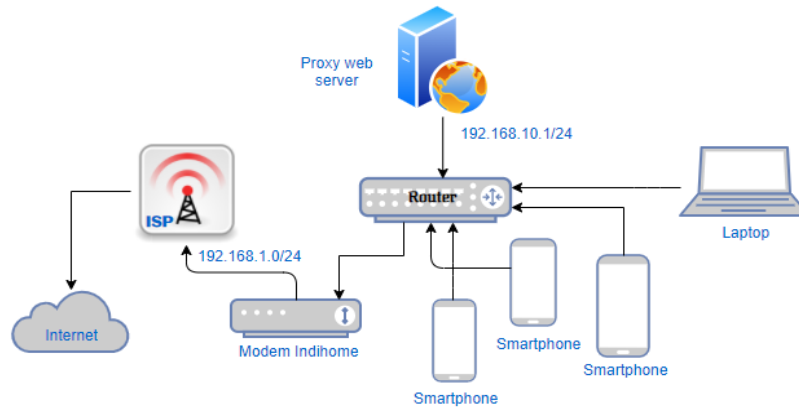 Proxy web
server
192.168.10.1/24
Router
ISP
Laptop
192.168.1.0/24
Internet
Modem Indihome
Smartphone
Smartphone
Smartphone